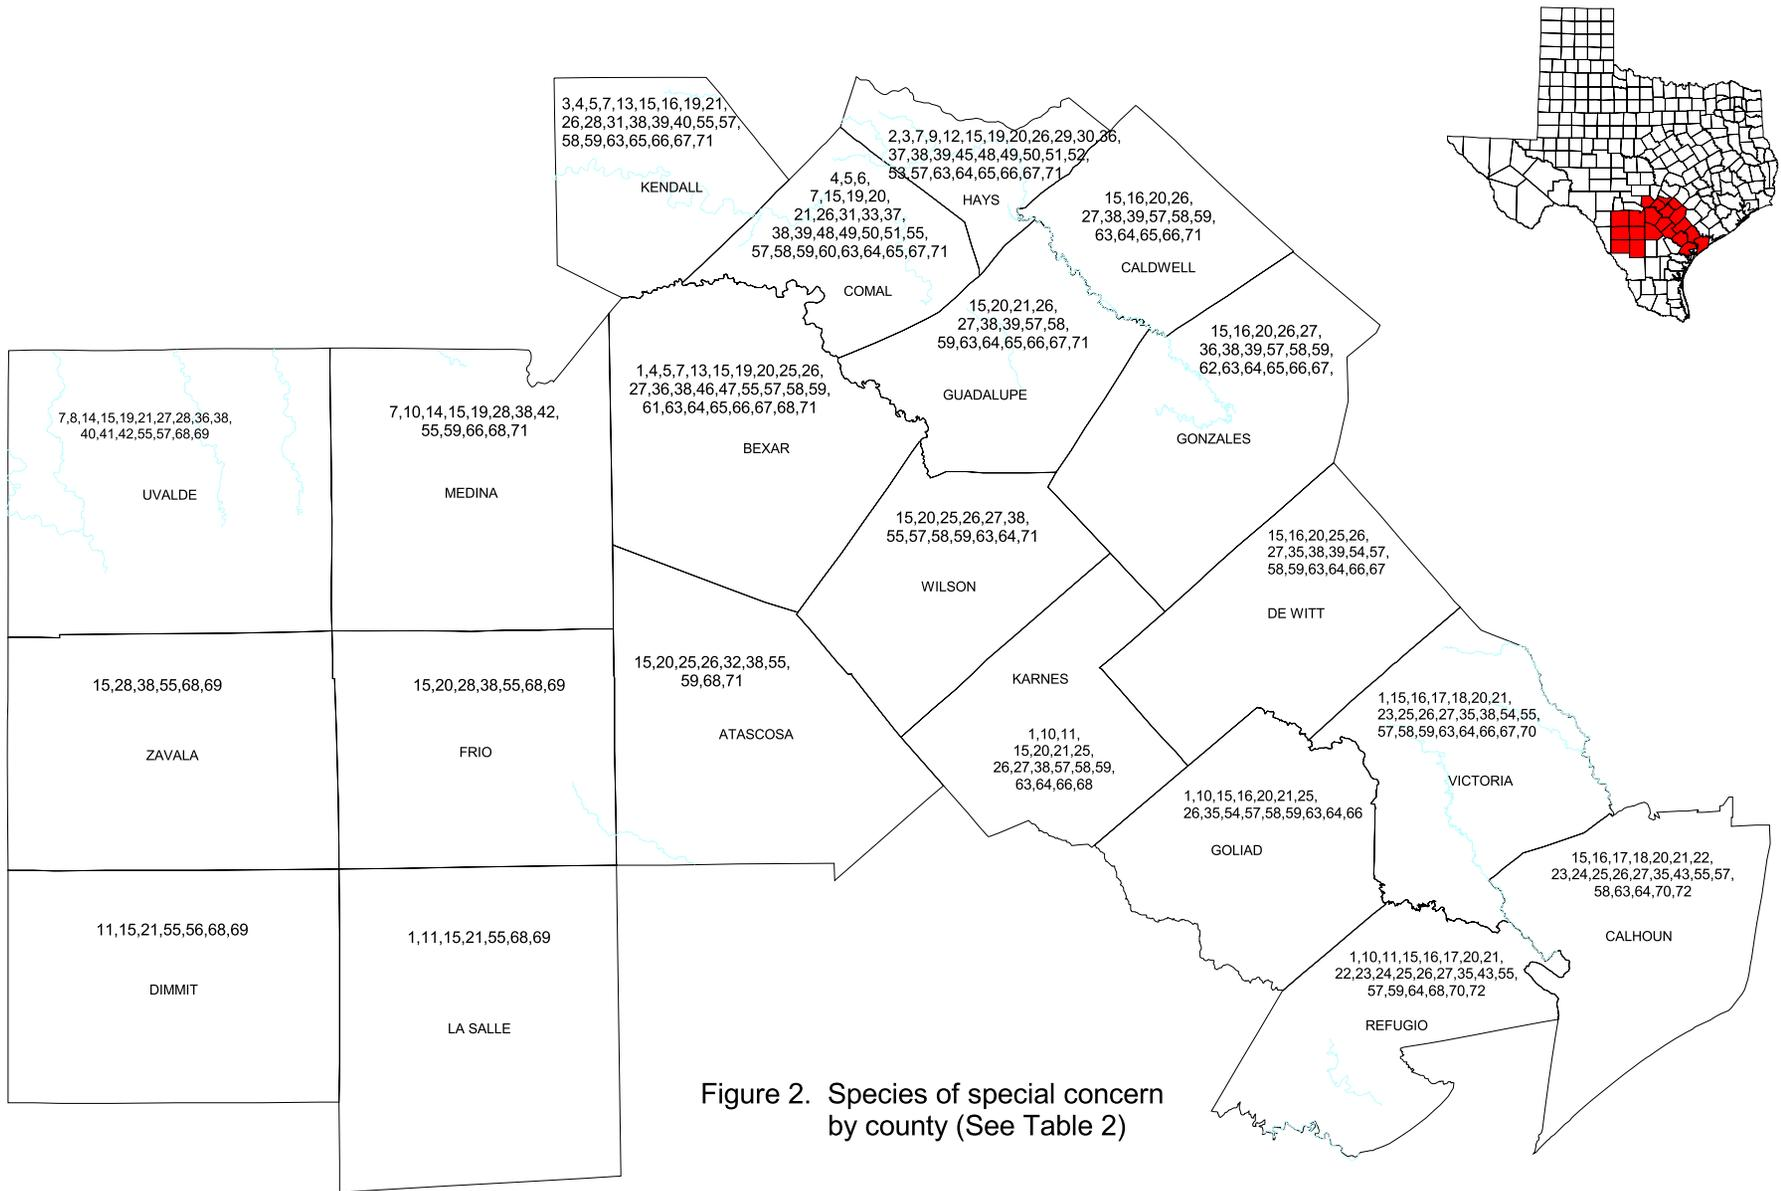 3,4,5,7,13,15,16,19,21,
26,28,31,38,39,40,55,57,
58,59,63,65,66,67,71
KENDALL
2,3,7,9,12,15,19,20,26,29,30,36,
37,38,39,45,48,49,50,51,52,
53,57,63,64,65,66,67,71
HAYS
4,5,6,
7,15,19,20,
21,26,31,33,37,
38,39,48,49,50,51,55,
57,58,59,60,63,64,65,67,71
COMAL
15,16,20,26,
27,38,39,57,58,59,
63,64,65,66,71
CALDWELL
15,20,21,26,
27,38,39,57,58,
59,63,64,65,66,67,71
GUADALUPE
15,16,20,26,27,
36,38,39,57,58,59,
62,63,64,65,66,67,
GONZALES
7,8,14,15,19,21,27,28,36,38,
40,41,42,55,57,68,69
UVALDE
7,10,14,15,19,28,38,42,
55,59,66,68,71
MEDINA
1,4,5,7,13,15,19,20,25,26,
27,36,38,46,47,55,57,58,59,
61,63,64,65,66,67,68,71
BEXAR
15,20,25,26,27,38,
55,57,58,59,63,64,71
WILSON
15,16,20,25,26,
27,35,38,39,54,57,
58,59,63,64,66,67
DE WITT
15,28,38,55,68,69
ZAVALA
15,20,28,38,55,68,69
FRIO
15,20,25,26,32,38,55,
59,68,71
ATASCOSA
KARNES
1,10,11,
15,20,21,25,
26,27,38,57,58,59,
63,64,66,68
1,15,16,17,18,20,21,
23,25,26,27,35,38,54,55,
57,58,59,63,64,66,67,70
VICTORIA
1,10,15,16,20,21,25,
26,35,54,57,58,59,63,64,66
GOLIAD
15,16,17,18,20,21,22,
23,24,25,26,27,35,43,55,57,
58,63,64,70,72
CALHOUN
11,15,21,55,56,68,69
DIMMIT
1,11,15,21,55,68,69
LA SALLE
1,10,11,15,16,17,20,21,
22,23,24,25,26,27,35,43,55,
57,59,64,68,70,72
REFUGIO
Figure 2. Species of special concern
by county (See Table 2)